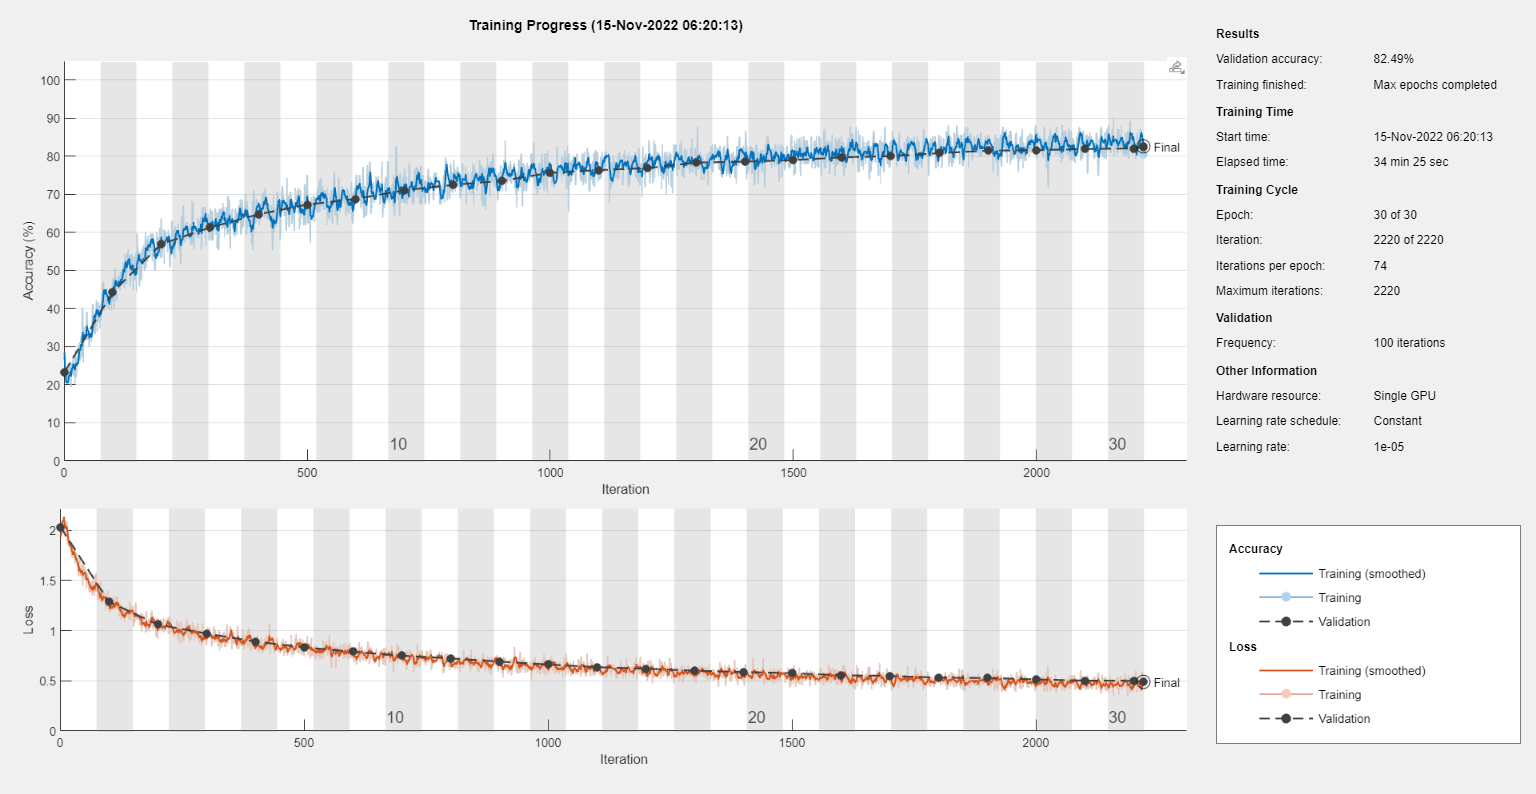 Training Progress (15-Nov-2022 06:20:13)
100
90
80
70
60
50
40
30
20
10
0
Accuracy (%)
Final
10
20
30
0
500
1000
1500
2000
Iteration
2
1.5
1
0.5
0
Loss
Final
10
20
30
0
500
1000
1500
2000
Iteration
Results
Validation accuracy: 82.49%
Training finished: Max epochs completed
Training Time
Start time: 15-Nov-2022 06:20:13
Elapsed time: 34 min 25 sec
Training Cycle
Epoch: 30 of 30
Iteration: 2220 of 2220
Iterations per epoch: 74
Maximum iterations: 2220
Validation
Frequency: 100 iterations
Other Information
Hardware resource: Single GPU
Learning rate schedule: Constant
Learning rate: 1e-05
Accuracy
Training (smoothed)
Training
Validation
Loss
Training (smoothed)
Training
Validation